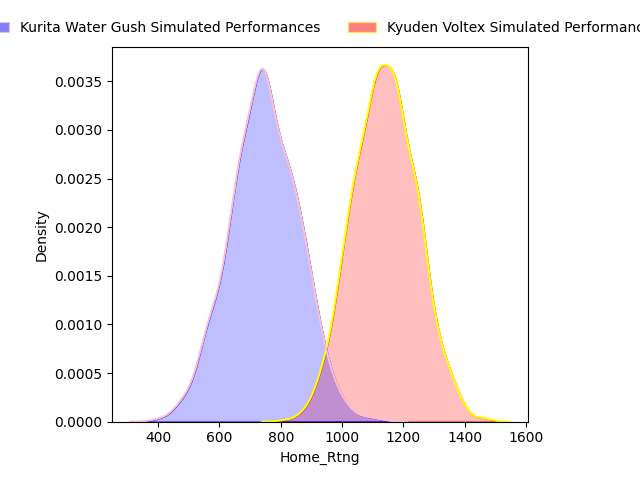 Kurita Water Gush Simulated Performances
Kyuden Voltex Simulated
0.0035
0.0030
0.0025
0.0020
0.0015
0.0010
0.0005
0.0000
Density
400 600 800 1000 1200 1400 1600
Home_Rtng